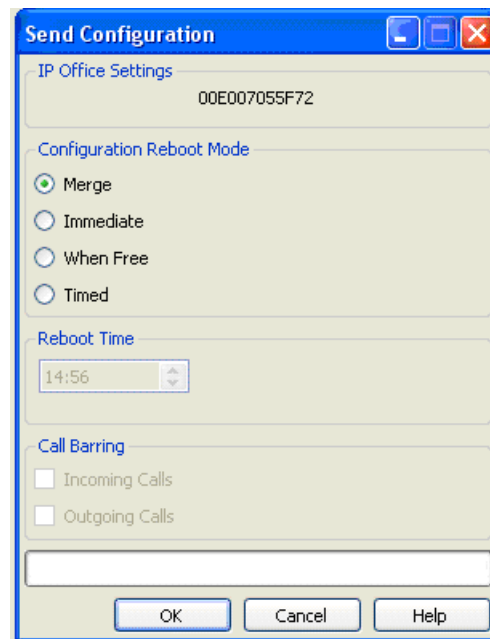 Send Configuration
IP Office Settings
00E007055F72
Configuration Reboot Mode
Merge
Immediate
When Free
Timed
Reboot Time
14:56
Call Barring
Incoming Calls
Outgoing Calls
OK Cancel Help